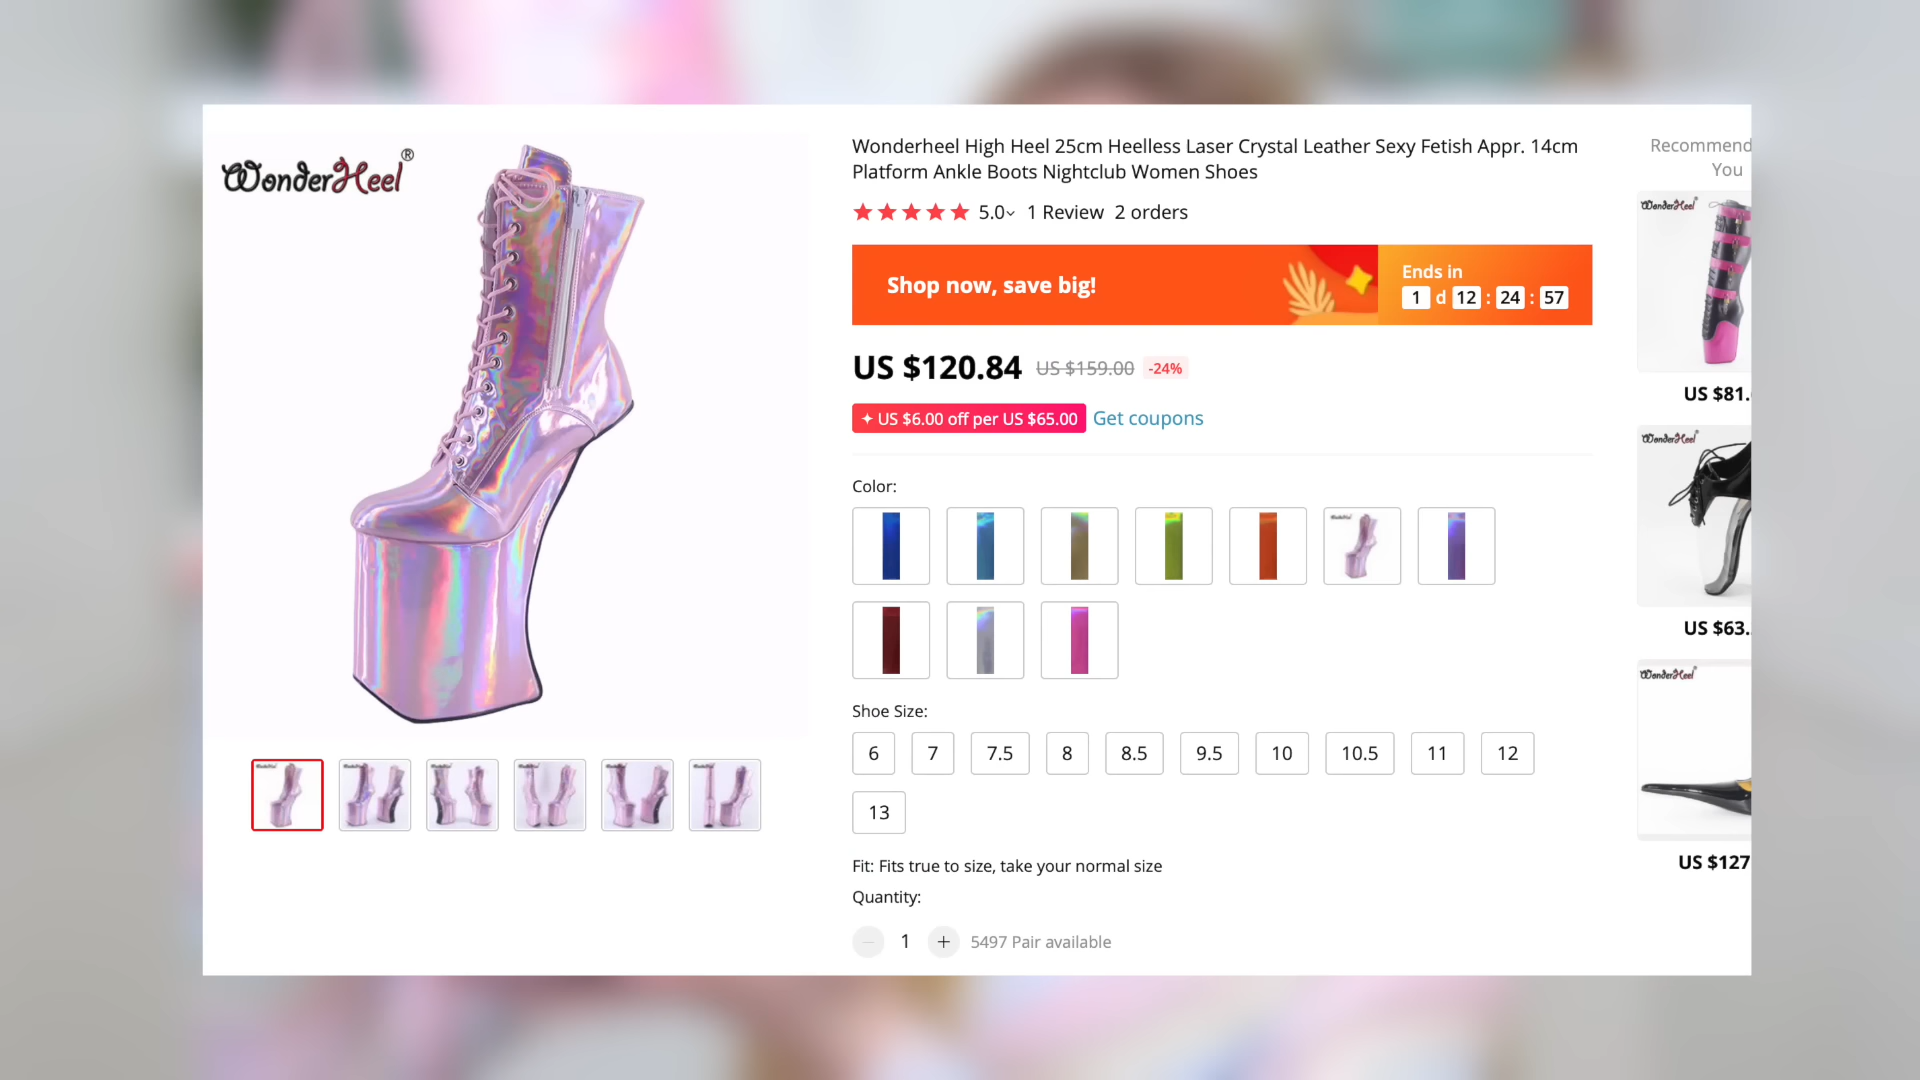 WonderHeel®
Wonderheel High Heel 25cm Heelless Laser Crystal Leather Sexy Fetish Appr. 14cm
Platform Ankle Boots Nightclub Women Shoes
5.0 1 Review 2 orders
Shop now, save big!
Ends in
1 d 12 : 24 : 57
US $120.84 US $159.00 -24%
US $6.00 off per US $65.00 Get coupons
Color:
Shoe Size:
6 7 7.5 8 8.5 9.5 10 10.5 11 12
13
Fit: Fits true to size, take your normal size
Quantity:
1 + 5497 Pair available
Recommend
You
WonderHeel
US $81.
WonderHeel
US $63.
WonderHeel
US $127